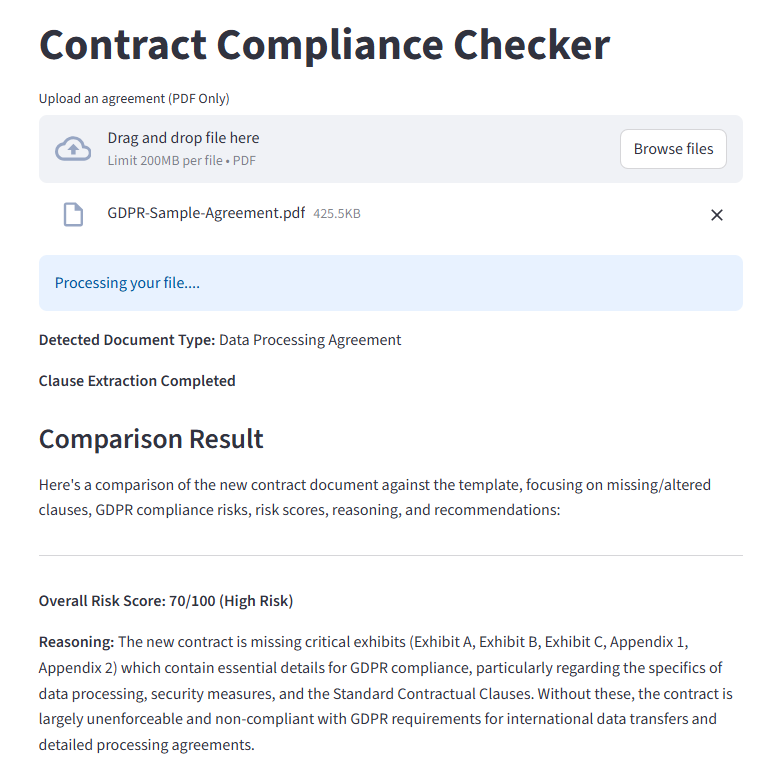 Contract Compliance Checker
Upload an agreement (PDF Only)
Drag and drop file here
Limit 200MB per file • PDF
Browse files
GDPR-Sample-Agreement.pdf 425.5KB
Processing your file....
Detected Document Type: Data Processing Agreement
Clause Extraction Completed
Comparison Result
Here's a comparison of the new contract document against the template, focusing on missing/altered
clauses, GDPR compliance risks, risk scores, reasoning, and recommendations:
Overall Risk Score: 70/100 (High Risk)
Reasoning: The new contract is missing critical exhibits (Exhibit A, Exhibit B, Exhibit C, Appendix 1,
Appendix 2) which contain essential details for GDPR compliance, particularly regarding the specifics of
data processing, security measures, and the Standard Contractual Clauses. Without these, the contract is
largely unenforceable and non-compliant with GDPR requirements for international data transfers and
detailed processing agreements.